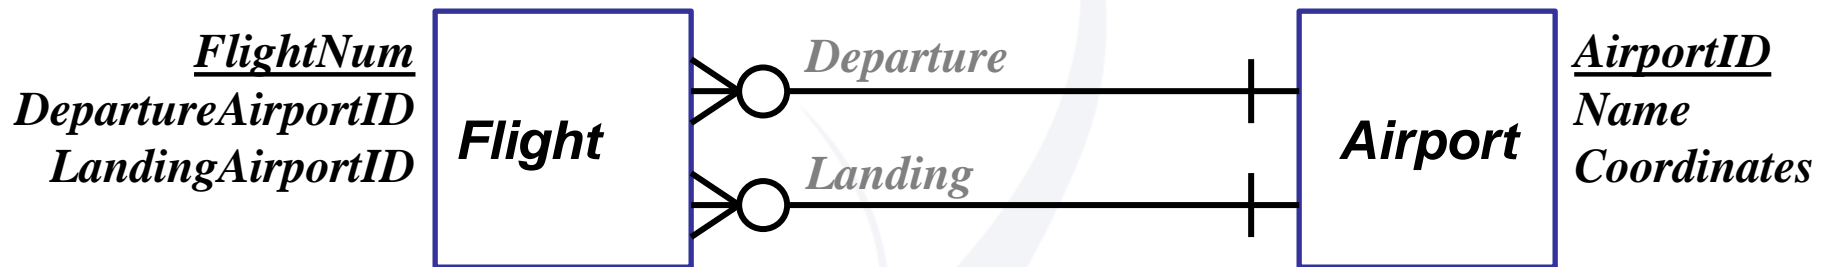 FlightNum
DepartureAirportID
LandingAirportID
Flight
Departure
Landing
Airport
AirportID
Name
Coordinates